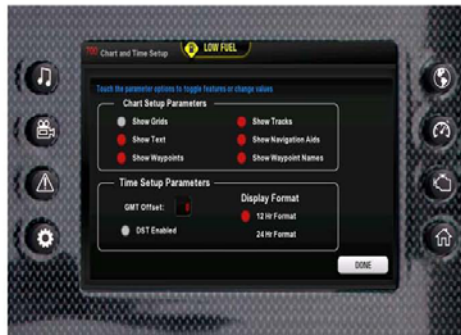 700 Chart and Time Setup
LOW FUEL
Touch the parameter options to toggle features or change values
Chart Setup Parameters
Show Grids
Show Tracks
Show Text
Show Navigation Aids
Show Waypoints
Show Waypoint Names
Time Setup Parameters
GMT Offset:
Display Format
12 Hr Format
DST Enabled
24 Hr Format
DONE